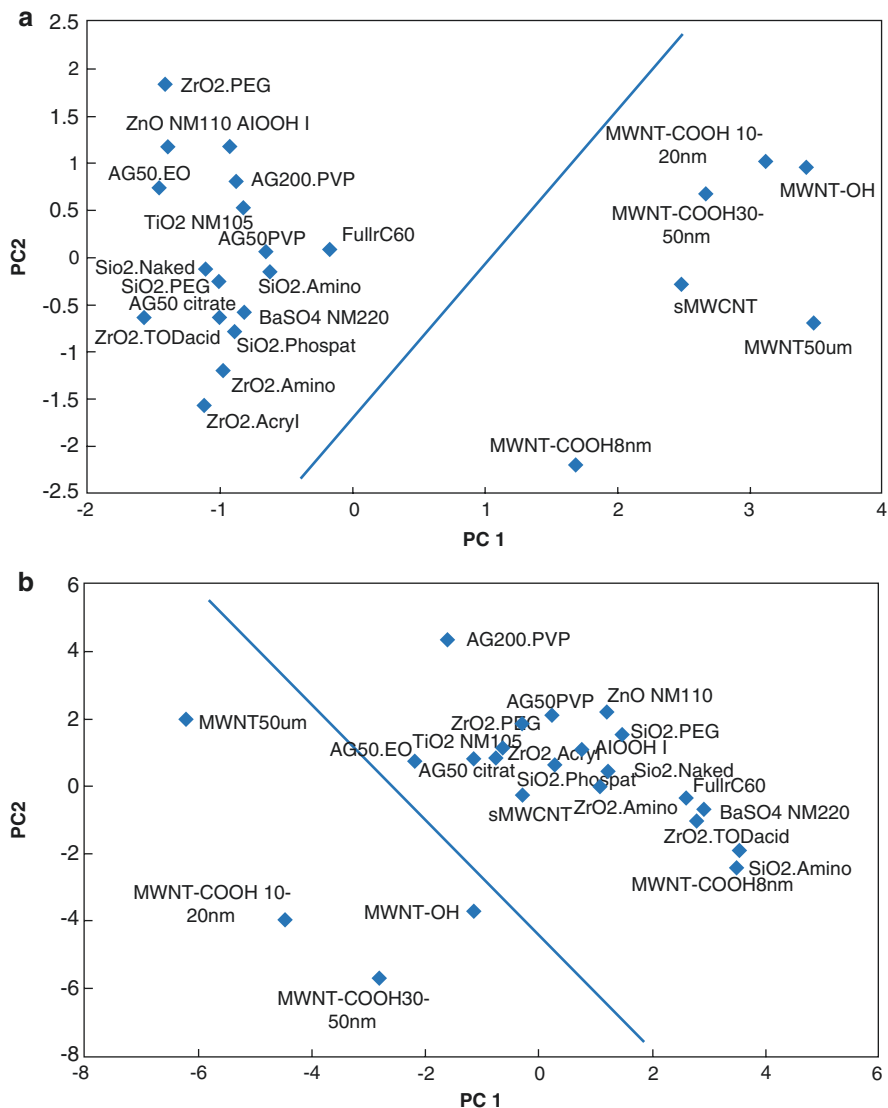 a
2.5
2
1.5
1
0.5
0
-0.5
-1
-1.5
-2
-2.5
PC2
ZrO2.PEG
ZnO NM110 AlOOH I
AG50.EO
AG200.PVP
TiO2 NM105
AG50PVP
FullrC60
Sio2.Naked
SiO2.PEG
SiO2.Amino
AG50 citrate
BaSO4 NM220
ZrO2.TODacid
SiO2.Phospat
ZrO2.Amino
ZrO2.Acryl
MWNT-COOH 10-
20nm
MWNT-OH
MWNT-COOH30-
50nm
sMWCNT
MWNT50um
MWNT-COOH8nm
-2
-1
0
1
2
3
4
PC 1
b
6
4
2
0
-2
-4
-6
-8
PC2
AG200.PVP
MWNT50um
AG50PVP
ZnO NM110
ZrO2.PEG
SiO2.PEG
TiO2 NM105
AG50.EO
ZrO2.Acryl
AlOOH I
AG50 citrat
SiO2.Phospat
Sio2.Naked
FullrC60
sMWCNT
ZrO2.Amino
BaSO4 NM220
ZrO2.TODacid
SiO2.Amino
MWNT-COOH8nm
MWNT-COOH 10-
20nm
MWNT-OH
MWNT-COOH30-
50nm
-8
-6
-4
-2
0
2
4
6
PC 1